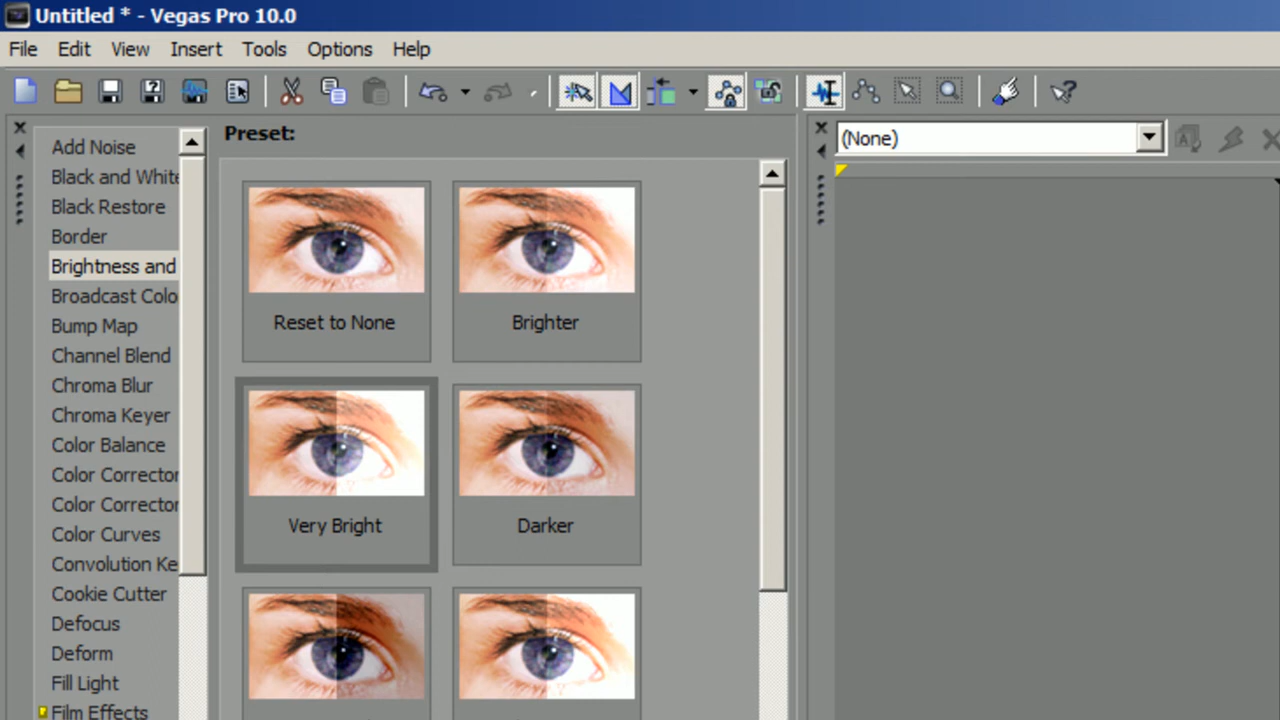 Untitled * - Vegas Pro 10.0
File Edit View Insert Tools Options Help
Preset:
(None)
Add Noise
Black and White
Black Restore
Border
Brightness and
Broadcast Colo
Bump Map
Channel Blend
Chroma Blur
Chroma Keyer
Color Balance
Color Corrector
Color Corrector
Color Curves
Convolution Ke
Cookie Cutter
Defocus
Deform
Fill Light
Film Effects
Reset to None
Brighter
Very Bright
Darker